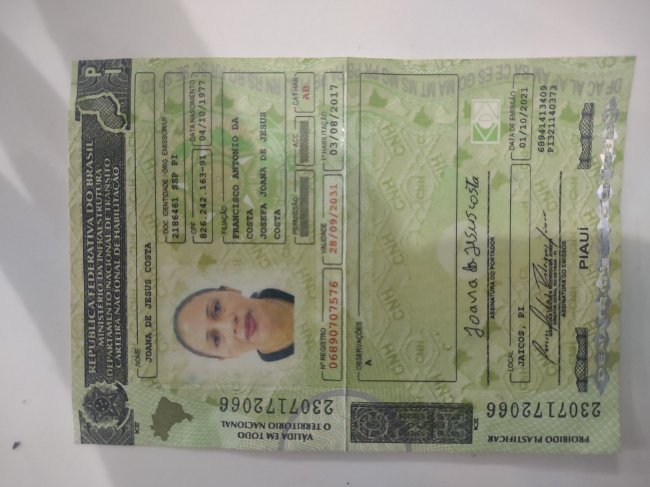 REPÚBLICA FEDERATIVA DO BRASIL
MINISTÉRIO DA INFRAESTRUTURA
DEPARTAMENTO NACIONAL DE TRÂNSITO
CARTEIRA NACIONAL DE HABILITAÇÃO
PI
NOME
JOANA DE JESUS COSTA
DOC. IDENTIDADE / ÓRG. EMISSOR/UF
2186461 SSP PI
CPF
826.242.163-91
DATA NASCIMENTO
04/10/1977
FILIAÇÃO
FRANCISCO ANTONIO DA
COSTA
JOSEFA JOANA DE JESUS
COSTA
PERMISSÃO
ACC
CAT.HAB.
AB
Nº REGISTRO
06890707576
VALIDADE
28/09/2031
1ª HABILITAÇÃO
03/08/2017
VÁLIDA EM TODO
O TERRITÓRIO NACIONAL
2307172066
OBSERVAÇÕES
A
Joana de Jesus costa
ASSINATURA DO PORTADOR
LOCAL
JAICOS, PI
DATA DE EMISSÃO
01/10/2021
68941413409
PI321140373
ASSINATURA DO EMISSOR
PIAUÍ
PROIBIDO PLASTIFICAR
2307172066